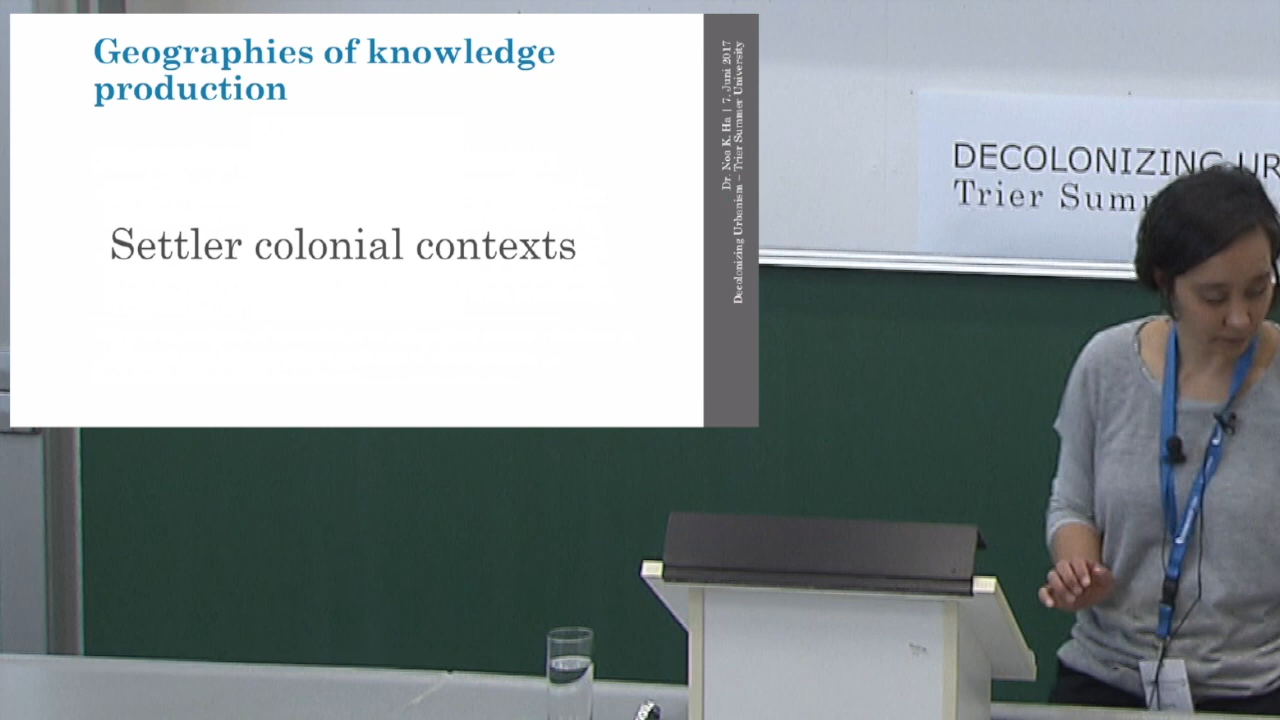 Geographies of knowledge
production
Settler colonial contexts
Dr. Noa K. Ha | 7. Juni 2017
Decolonizing Urbanism – Trier Summer University
DECOLONIZING UR
Trier Summ